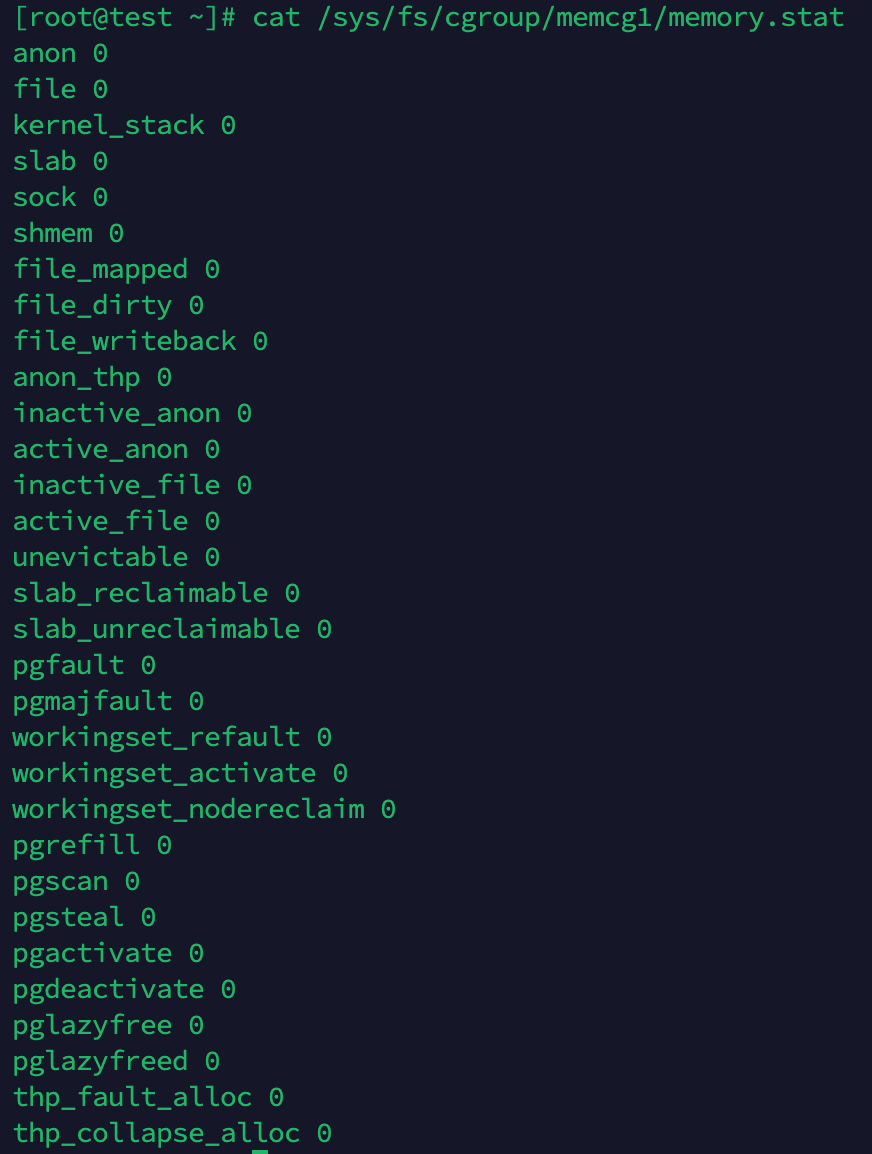 [root@test ~]# cat /sys/fs/cgroup/memcg1/memory.stat
anon 0
file 0
kernel_stack 0
slab 0
sock 0
shmem 0
file_mapped 0
file_dirty 0
file_writeback 0
anon_thp 0
inactive_anon 0
active_anon 0
inactive_file 0
active_file 0
unevictable 0
slab_reclaimable 0
slab_unreclaimable 0
pgfault 0
pgmajfault 0
workingset_refault 0
workingset_activate 0
workingset_nodereclaim 0
pgrefill 0
pgscan 0
pgsteal 0
pgactivate 0
pgdeactivate 0
pglazyfree 0
pglazyfreed 0
thp_fault_alloc 0
thp_collapse_alloc 0